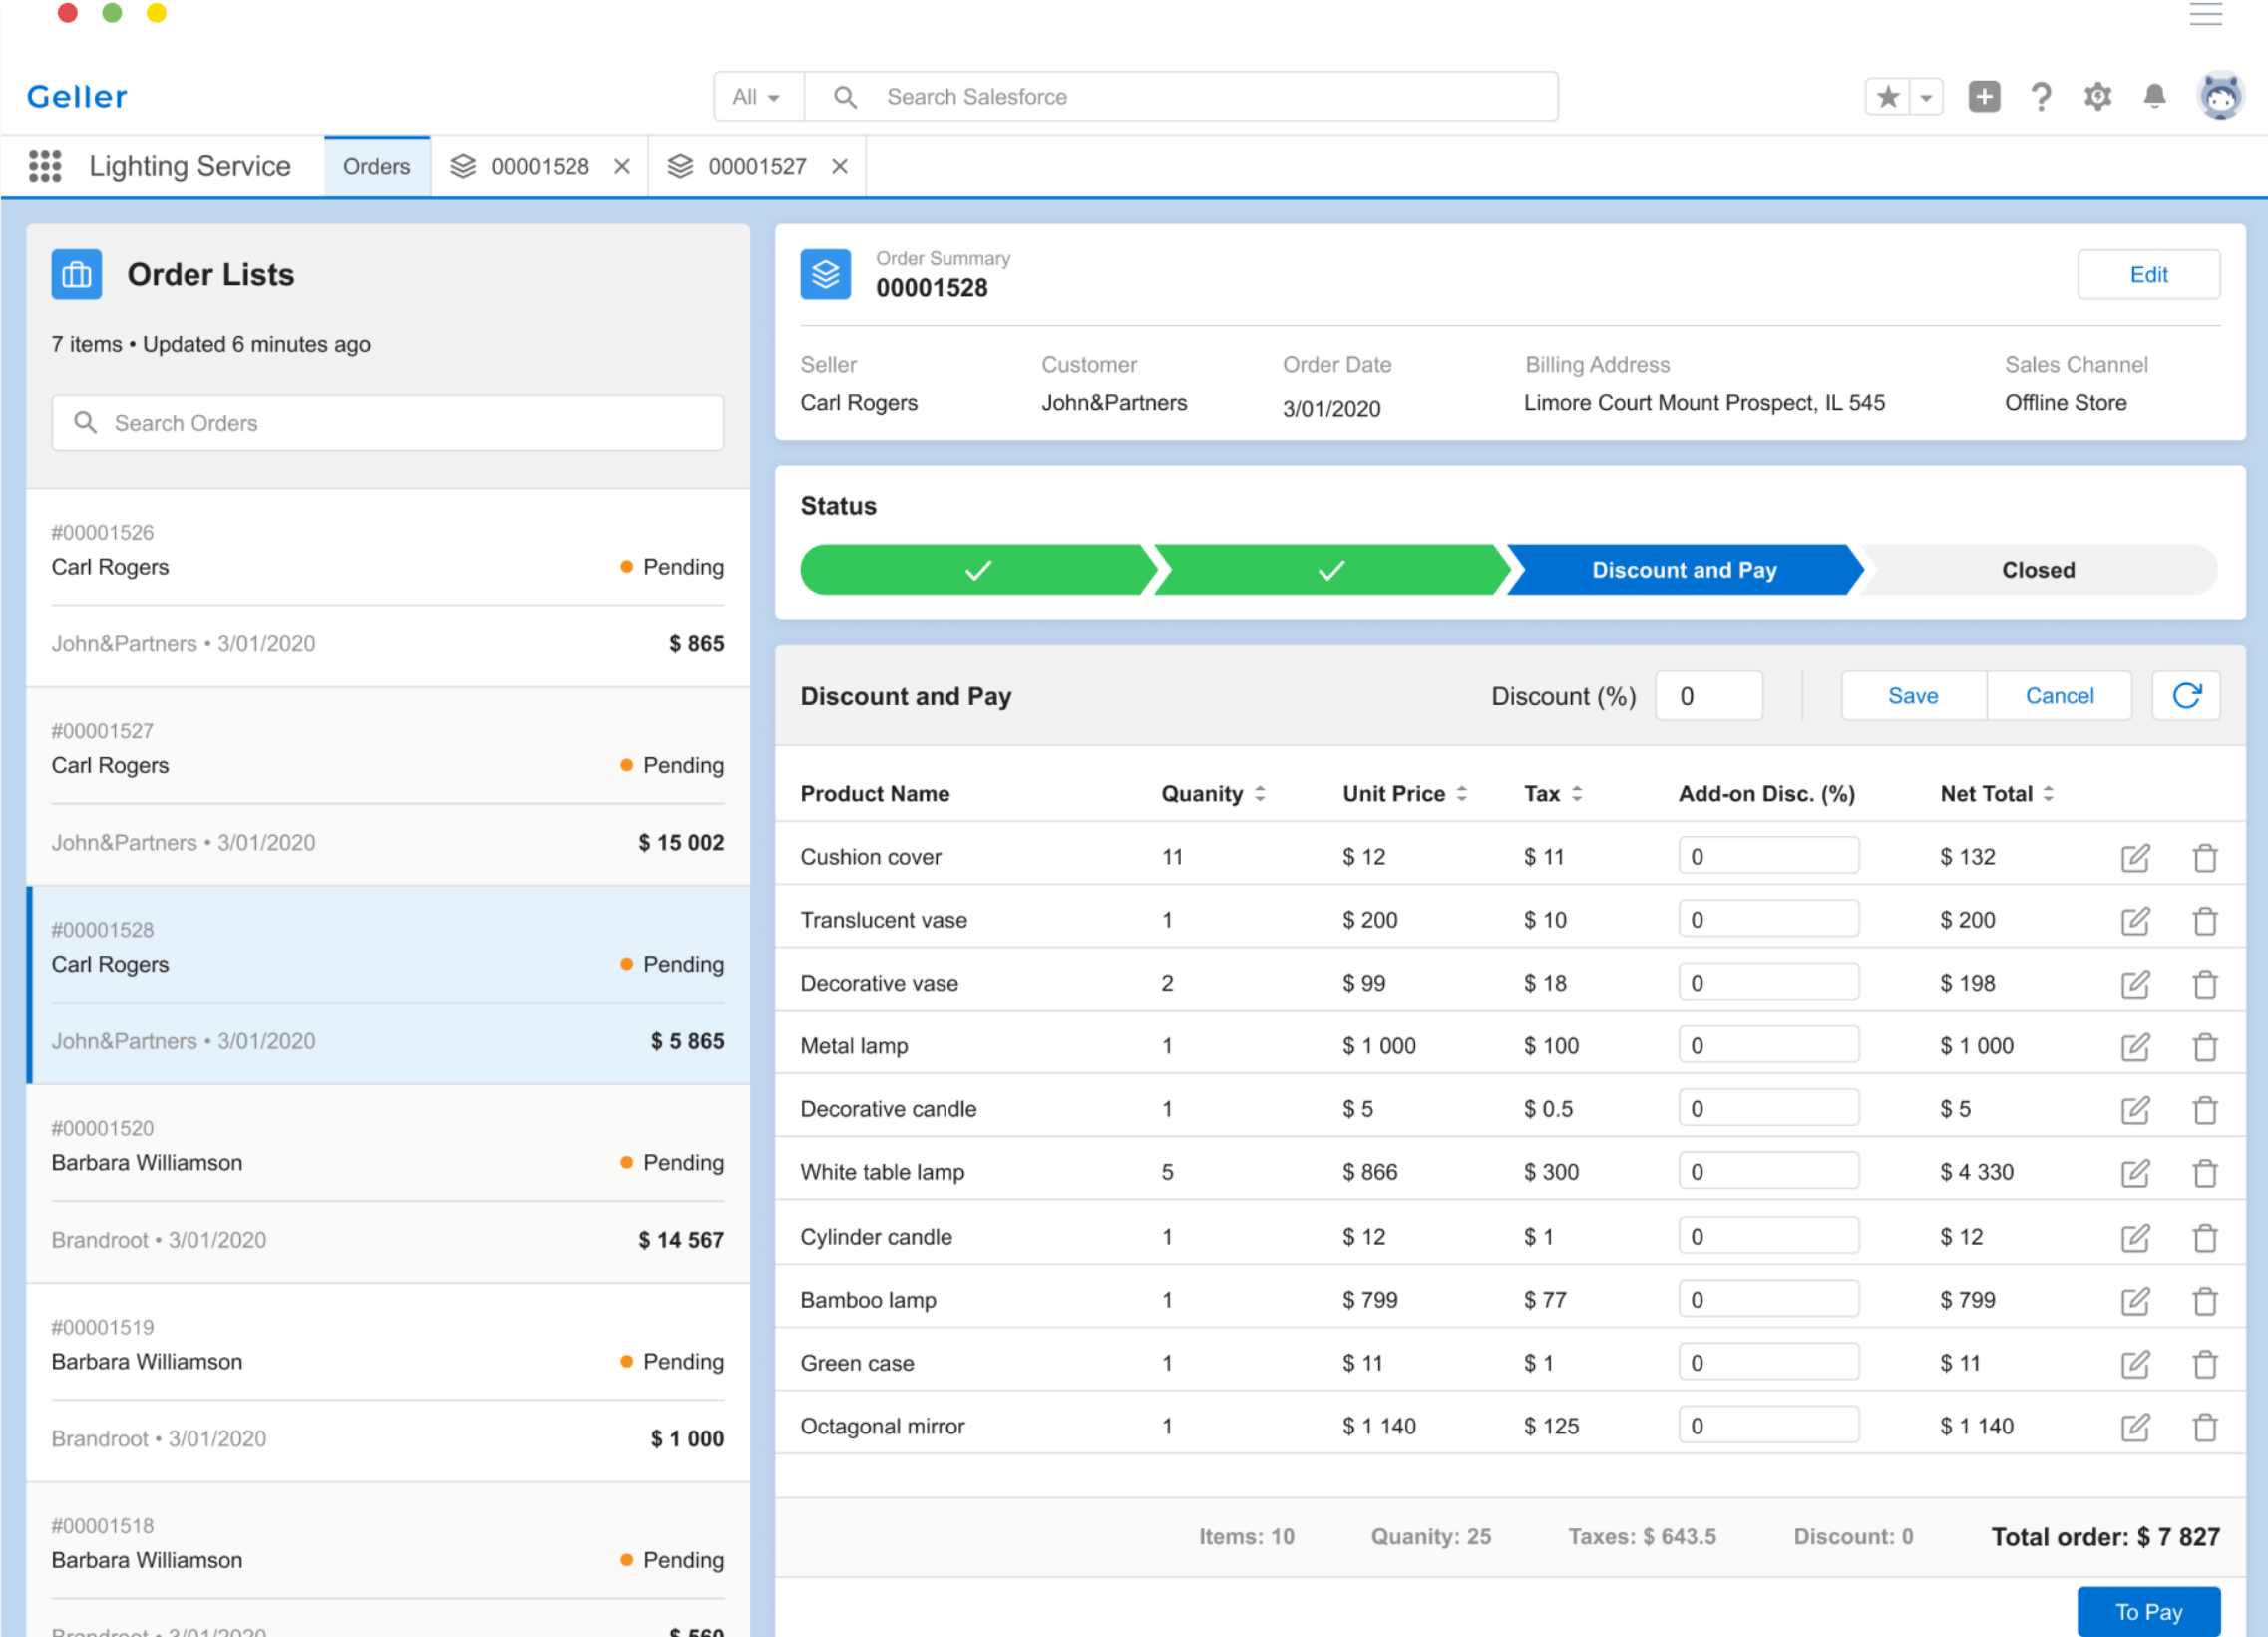 Geller
All
Search Salesforce
Lighting Service
Orders
00001528
00001527
Order Lists
7 items • Updated 6 minutes ago
Search Orders
#00001526
Carl Rogers
Pending
John&Partners • 3/01/2020
$ 865
#00001527
Carl Rogers
Pending
John&Partners • 3/01/2020
$ 15 002
#00001528
Carl Rogers
Pending
John&Partners • 3/01/2020
$ 5 865
#00001520
Barbara Williamson
Pending
Brandroot • 3/01/2020
$ 14 567
#00001519
Barbara Williamson
Pending
Brandroot • 3/01/2020
$ 1 000
#00001518
Barbara Williamson
Pending
Brandroot • 3/01/2020
$ 560
Order Summary
00001528
Edit
Seller Customer Order Date Billing Address Sales Channel
Carl Rogers John&Partners 3/01/2020 Limore Court Mount Prospect, IL 545 Offline Store
Status
Discount and Pay
Closed
Discount and Pay
Discount (%) 0
Save
Cancel
Product Name Quanity Unit Price Tax Add-on Disc. (%) Net Total
Cushion cover 11 $ 12 $ 11 0 $ 132
Translucent vase 1 $ 200 $ 10 0 $ 200
Decorative vase 2 $ 99 $ 18 0 $ 198
Metal lamp 1 $ 1 000 $ 100 0 $ 1 000
Decorative candle 1 $ 5 $ 0.5 0 $ 5
White table lamp 5 $ 866 $ 300 0 $ 4 330
Cylinder candle 1 $ 12 $ 1 0 $ 12
Bamboo lamp 1 $ 799 $ 77 0 $ 799
Green case 1 $ 11 $ 1 0 $ 11
Octagonal mirror 1 $ 1 140 $ 125 0 $ 1 140
Items: 10 Quanity: 25 Taxes: $ 643.5 Discount: 0 Total order: $ 7 827
To Pay